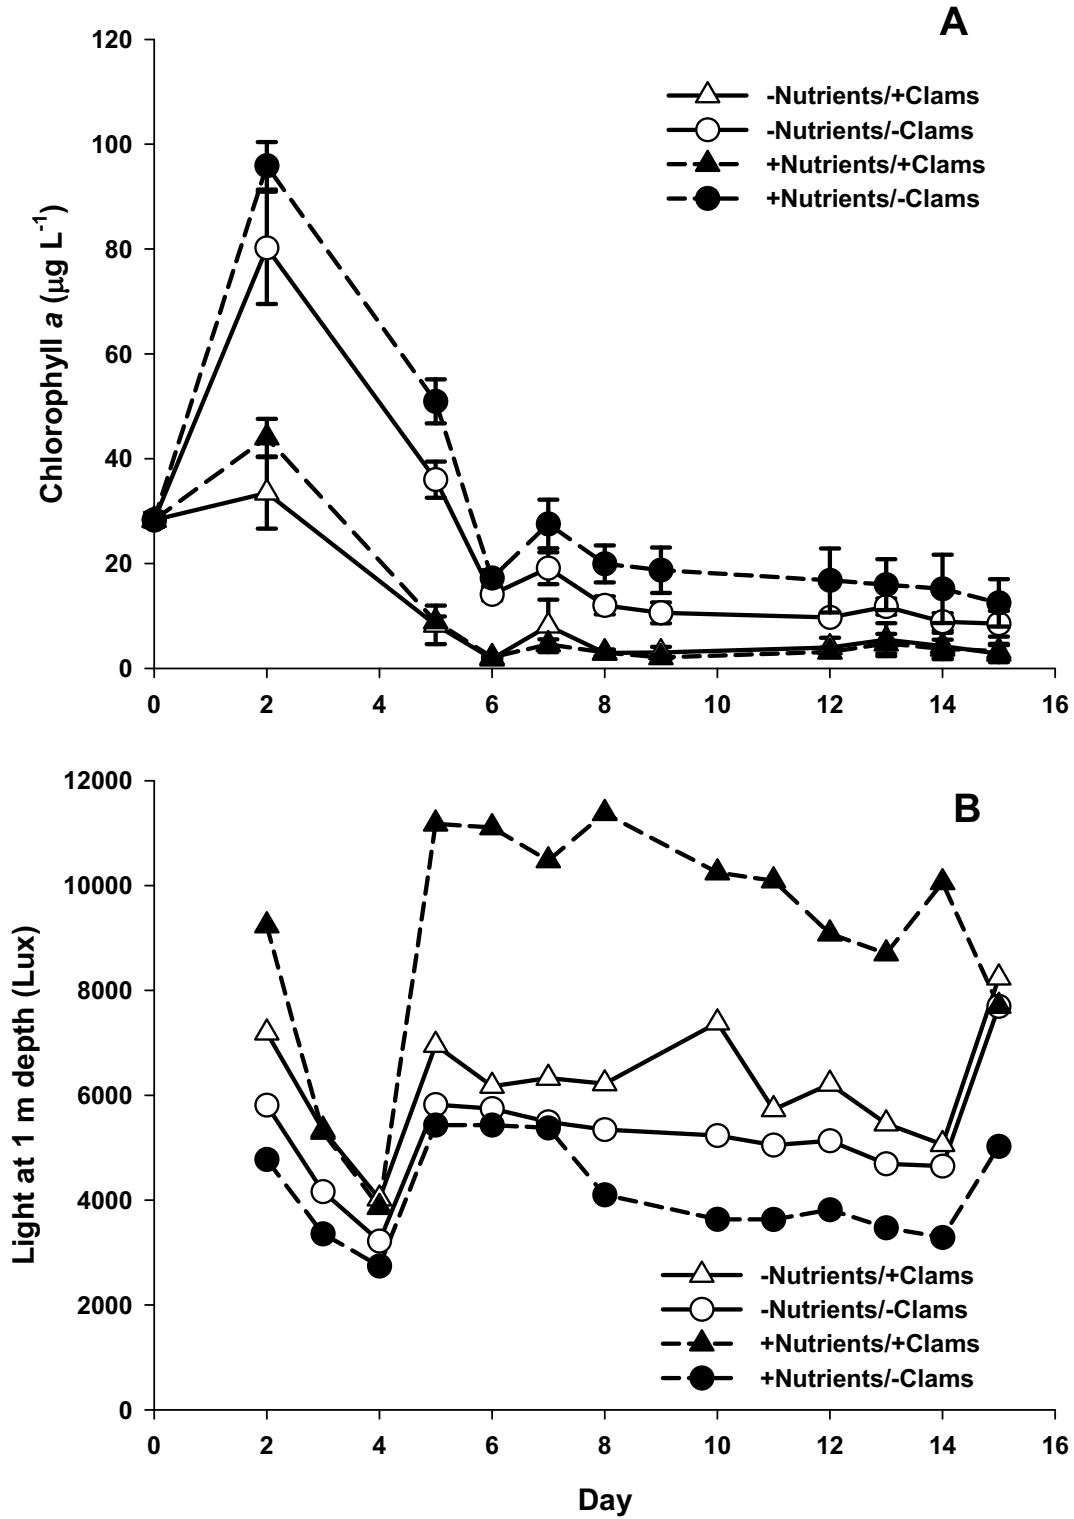 A
120
100
80
60
40
20
0
Chlorophyll a (µg L⁻¹)
-Nutrients/+Clams
-Nutrients/-Clams
+Nutrients/+Clams
+Nutrients/-Clams
0 2 4 6 8 10 12 14 16
B
12000
10000
8000
6000
4000
2000
0
Light at 1 m depth (Lux)
-Nutrients/+Clams
-Nutrients/-Clams
+Nutrients/+Clams
+Nutrients/-Clams
0 2 4 6 8 10 12 14 16
Day